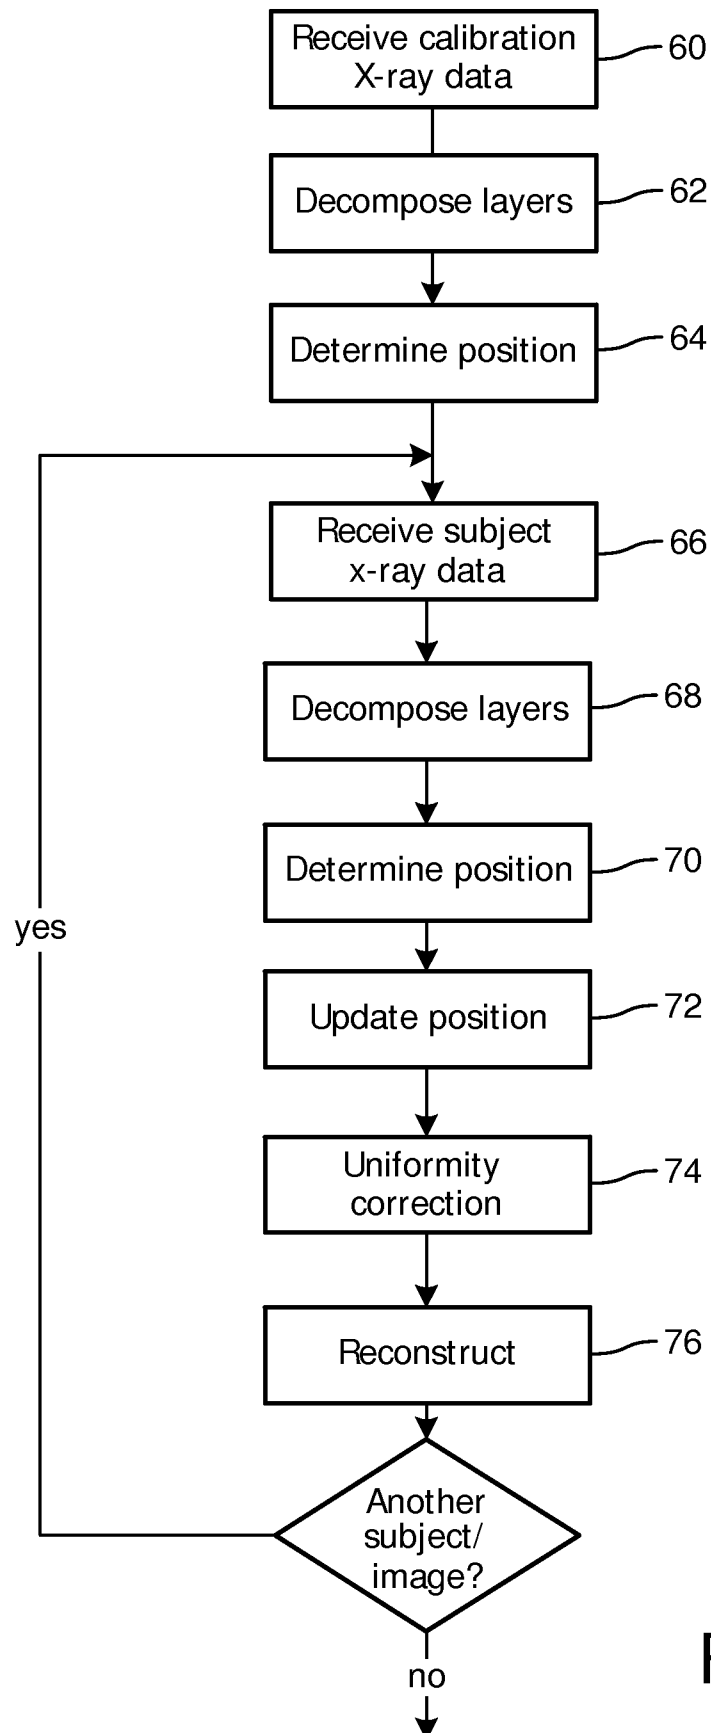 Receive calibration
X-ray data
60
Decompose layers
62
Determine position
64
Receive subject
x-ray data
66
Decompose layers
68
Determine position
70
yes
Update position
72
Uniformity
correction
74
Reconstruct
76
Another
subject/
image?
no